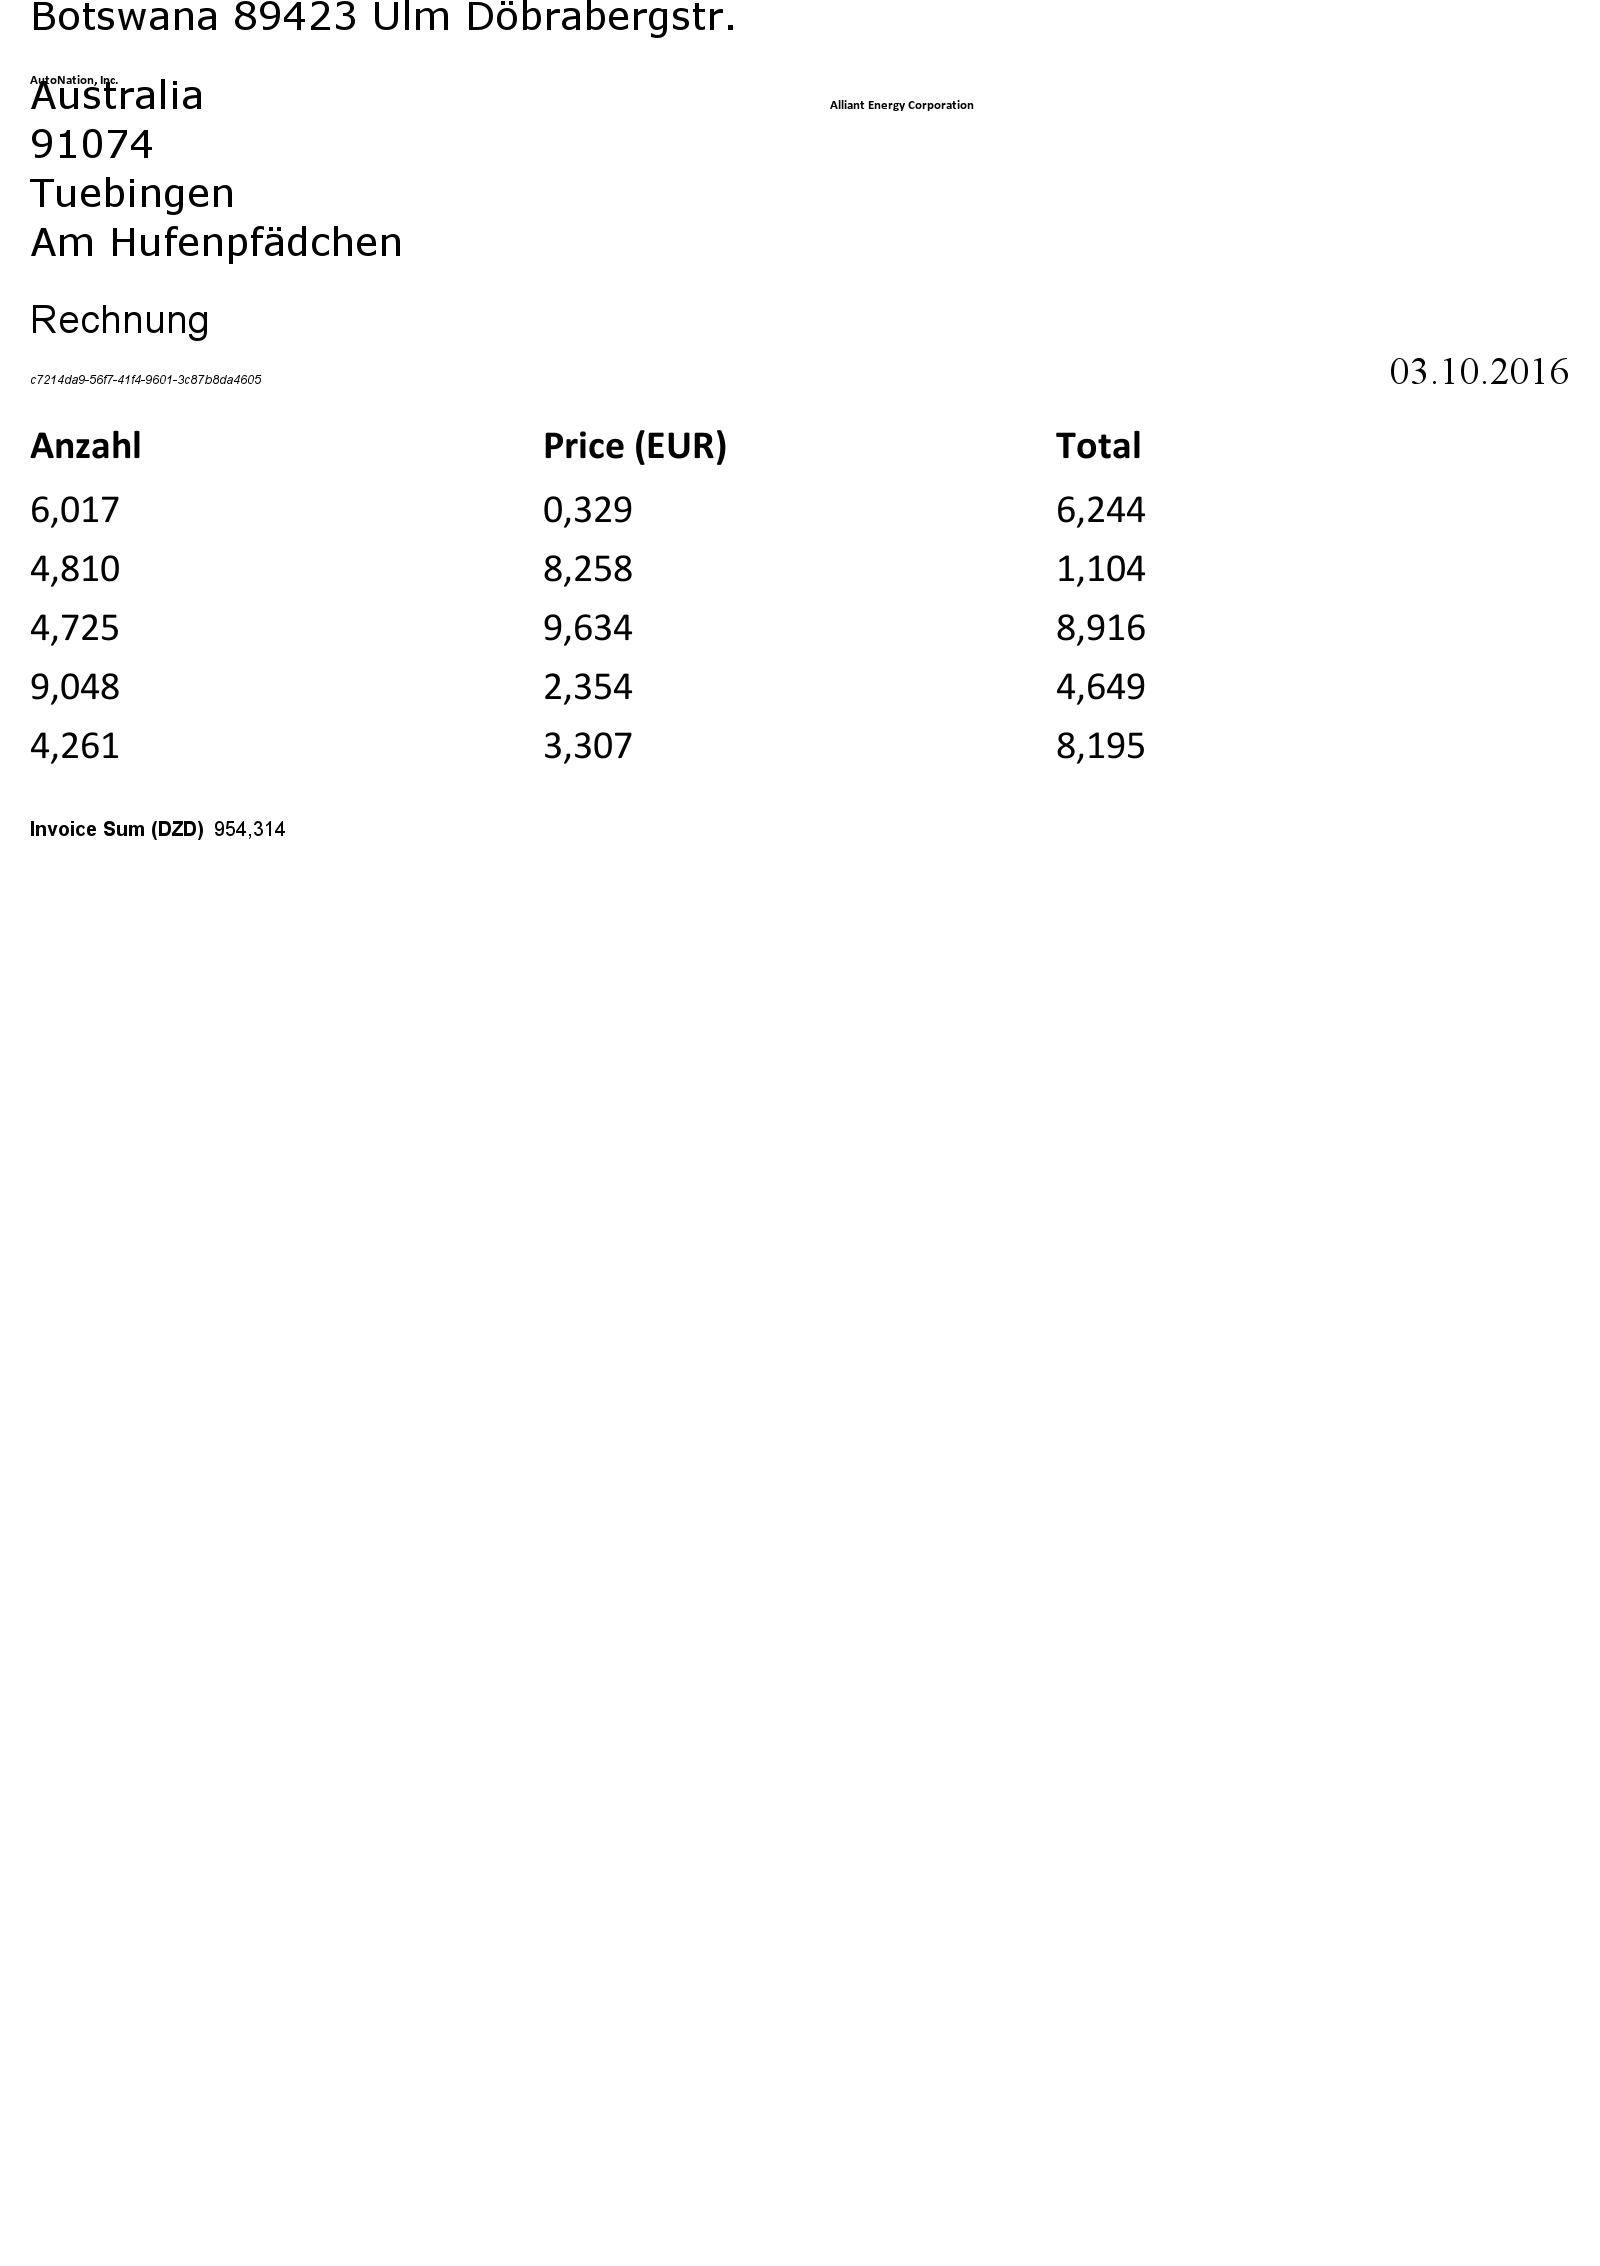 Botswana 89423 Ulm Döbrabergstr.
AutoNation, Inc.
Australia
Alliant Energy Corporation
91074
Tuebingen
Am Hufenpfädchen
Rechnung
c7214da9-56f7-41f4-9601-3c87b8da4605 03.10.2016
Anzahl Price (EUR) Total
6,017 0,329 6,244
4,810 8,258 1,104
4,725 9,634 8,916
9,048 2,354 4,649
4,261 3,307 8,195
Invoice Sum (DZD) 954,314